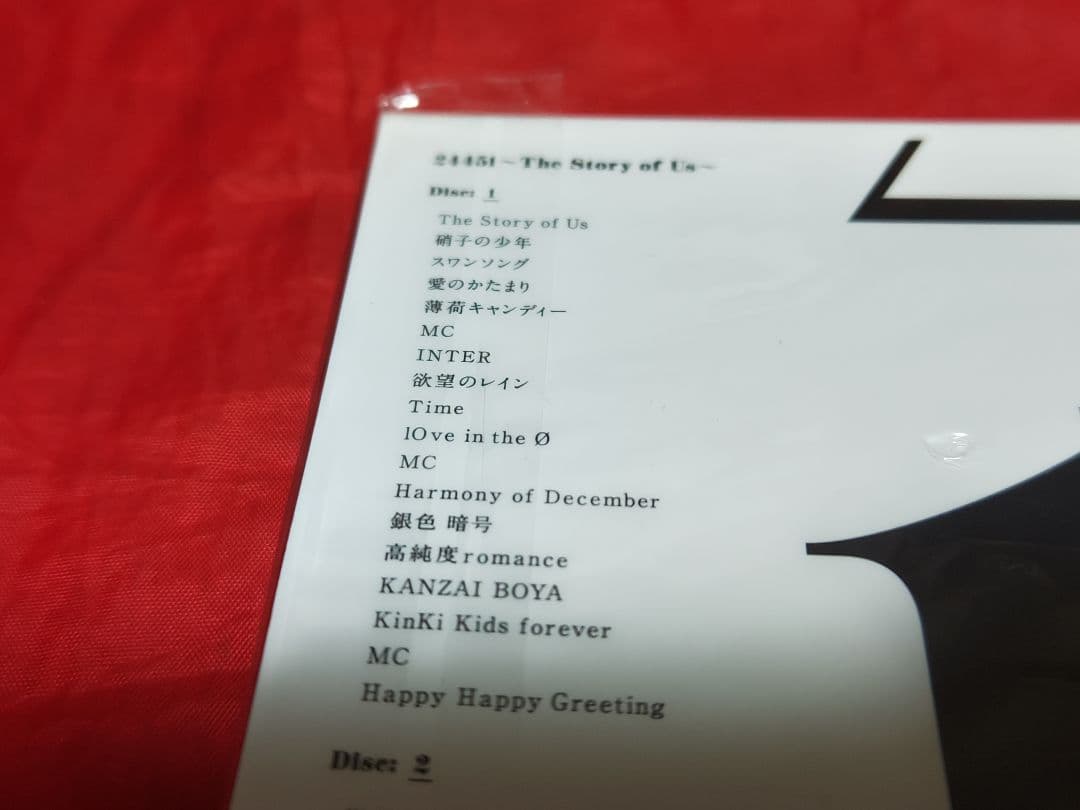 24451~The Story of Us~
Disc: 1
The Story of Us
硝子の少年
スワンソング
愛のかたまり
薄荷キャンディー
MC
INTER
欲望のレイン
Time
lOve in the Ø
MC
Harmony of December
銀色 暗号
高純度romance
KANZAI BOYA
KinKi Kids forever
MC
Happy Happy Greeting
Disc: 2